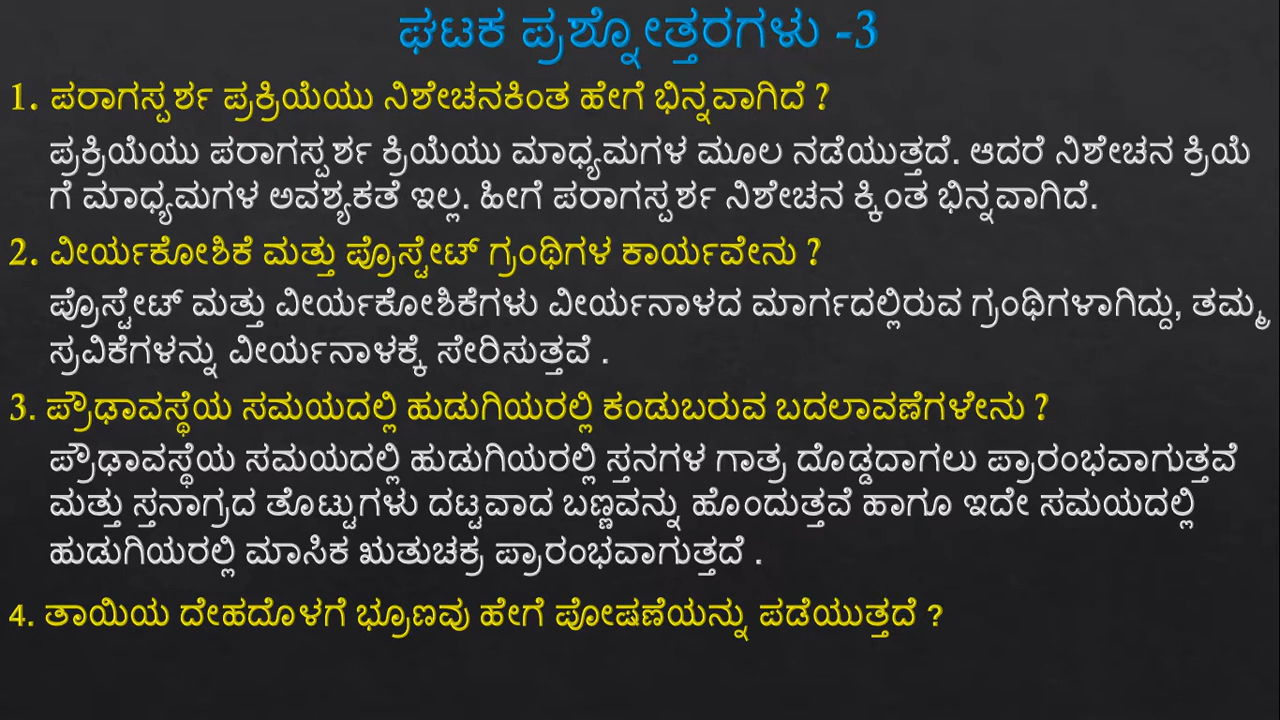 ಘಟಕ ಪ್ರಶ್ನೋತ್ತರಗಳು -3
1. ಪರಾಗಸ್ಪರ್ಶ ಪ್ರಕ್ರಿಯೆಯು ನಿಶೇಚನಕಿಂತ ಹೇಗೆ ಭಿನ್ನವಾಗಿದೆ ?
ಪ್ರಕ್ರಿಯೆಯು ಪರಾಗಸ್ಪರ್ಶ ಕ್ರಿಯೆಯು ಮಾಧ್ಯಮಗಳ ಮೂಲ ನಡೆಯುತ್ತದೆ. ಆದರೆ ನಿಶೇಚನ ಕ್ರಿಯೆ
ಗೆ ಮಾಧ್ಯಮಗಳ ಅವಶ್ಯಕತೆ ಇಲ್ಲ. ಹೀಗೆ ಪರಾಗಸ್ಪರ್ಶ ನಿಶೇಚನ ಕ್ಕಿಂತ ಭಿನ್ನವಾಗಿದೆ.
2. ವೀರ್ಯಕೋಶಿಕೆ ಮತ್ತು ಪ್ರೊಸ್ಟೇಟ್ ಗ್ರಂಥಿಗಳ ಕಾರ್ಯವೇನು ?
ಪ್ರೊಸ್ಟೇಟ್ ಮತ್ತು ವೀರ್ಯಕೋಶಿಕೆಗಳು ವೀರ್ಯನಾಳದ ಮಾರ್ಗದಲ್ಲಿರುವ ಗ್ರಂಥಿಗಳಾಗಿದ್ದು, ತಮ್ಮ
ಸ್ರವಿಕೆಗಳನ್ನು ವೀರ್ಯನಾಳಕ್ಕೆ ಸೇರಿಸುತ್ತವೆ .
3. ಪ್ರೌಢಾವಸ್ಥೆಯ ಸಮಯದಲ್ಲಿ ಹುಡುಗಿಯರಲ್ಲಿ ಕಂಡುಬರುವ ಬದಲಾವಣೆಗಳೇನು ?
ಪ್ರೌಢಾವಸ್ಥೆಯ ಸಮಯದಲ್ಲಿ ಹುಡುಗಿಯರಲ್ಲಿ ಸ್ತನಗಳ ಗಾತ್ರ ದೊಡ್ಡದಾಗಲು ಪ್ರಾರಂಭವಾಗುತ್ತವೆ
ಮತ್ತು ಸ್ತನಾಗ್ರದ ತೊಟ್ಟುಗಳು ದಟ್ಟವಾದ ಬಣ್ಣವನ್ನು ಹೊಂದುತ್ತವೆ ಹಾಗೂ ಇದೇ ಸಮಯದಲ್ಲಿ
ಹುಡುಗಿಯರಲ್ಲಿ ಮಾಸಿಕ ಋತುಚಕ್ರ ಪ್ರಾರಂಭವಾಗುತ್ತದೆ .
4. ತಾಯಿಯ ದೇಹದೊಳಗೆ ಭ್ರೂಣವು ಹೇಗೆ ಪೋಷಣೆಯನ್ನು ಪಡೆಯುತ್ತದೆ ?